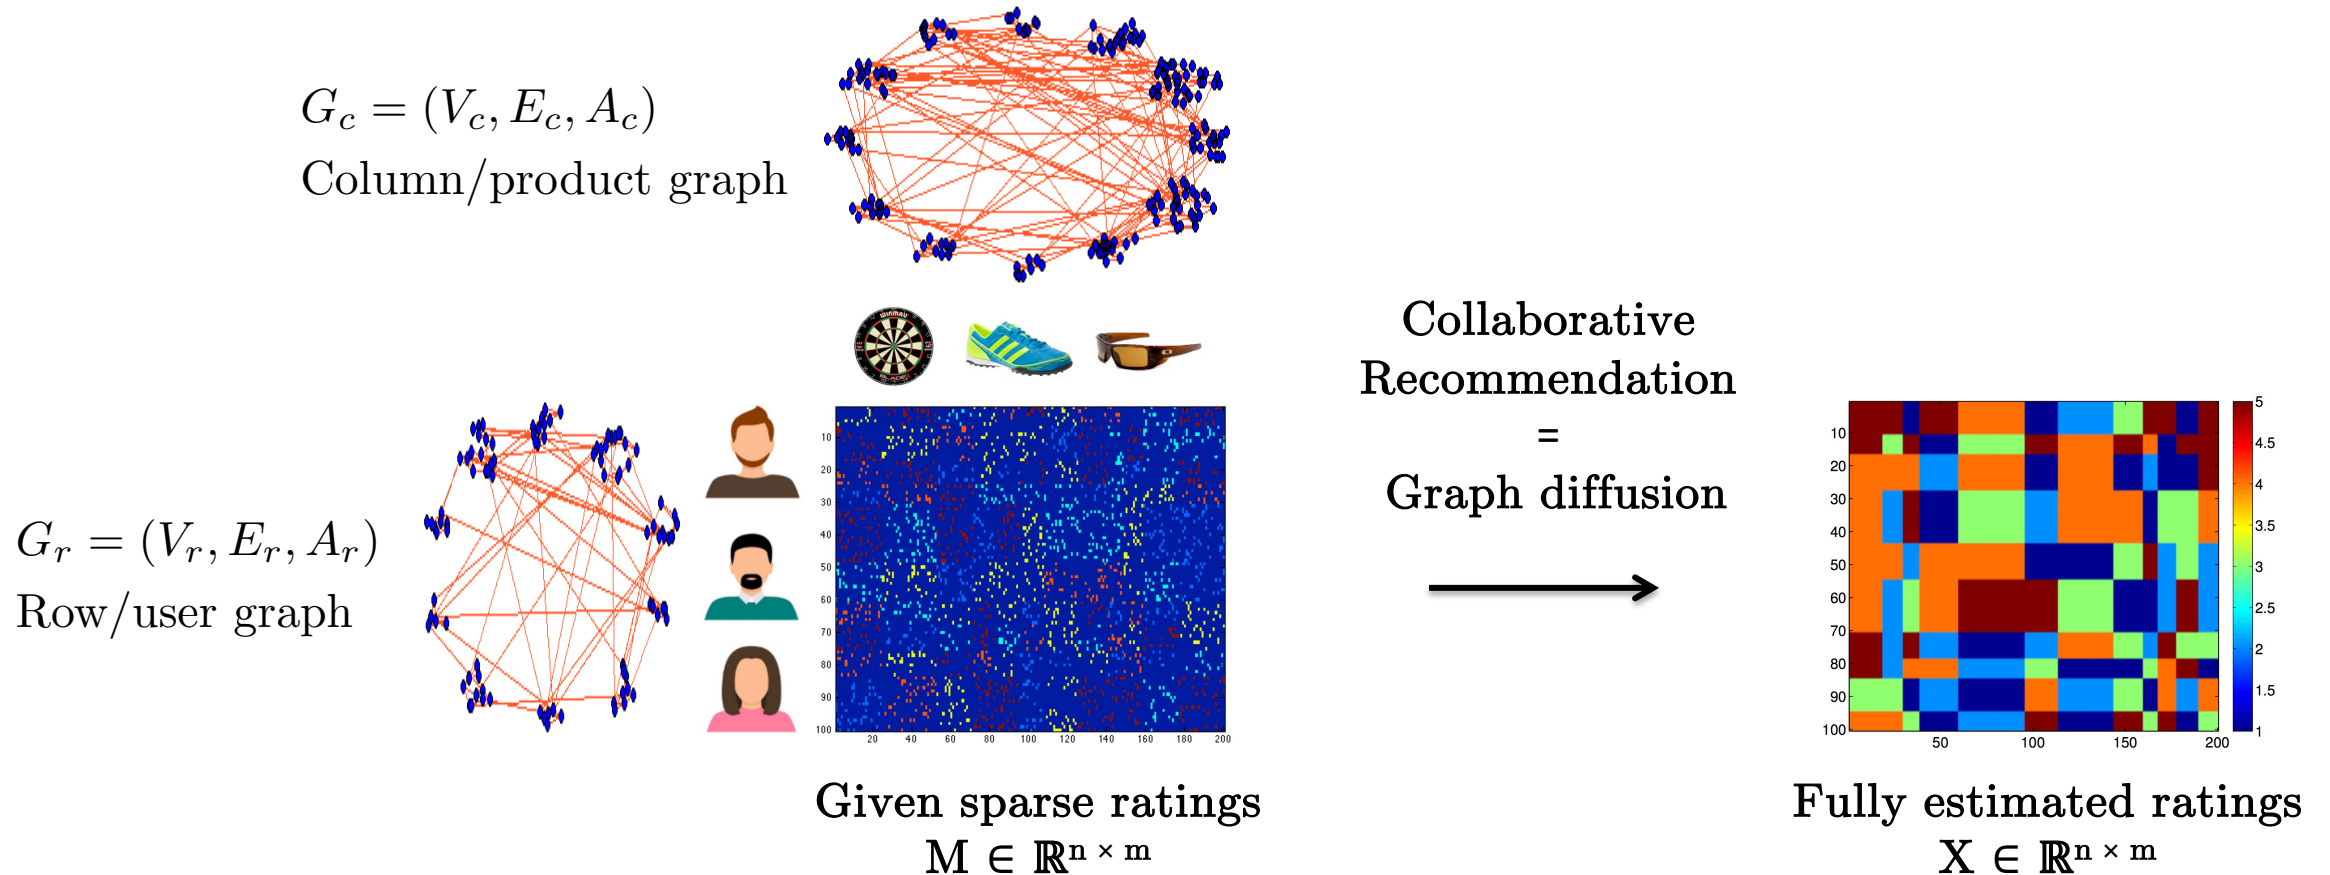 G_c = (V_c, E_c, A_c)
Column/product graph
WINMAU
BLADE
G_r = (V_r, E_r, A_r)
Row/user graph
10
20
30
40
50
60
70
80
90
100
20 40 60 80 100 120 140 160 180 200
Given sparse ratings
M ∈ ℝ^{n × m}
Collaborative
Recommendation
=
Graph diffusion
10
20
30
40
50
60
70
80
90
100
50 100 150 200
5
4.5
4
3.5
3
2.5
2
1.5
1
Fully estimated ratings
X ∈ ℝ^{n × m}